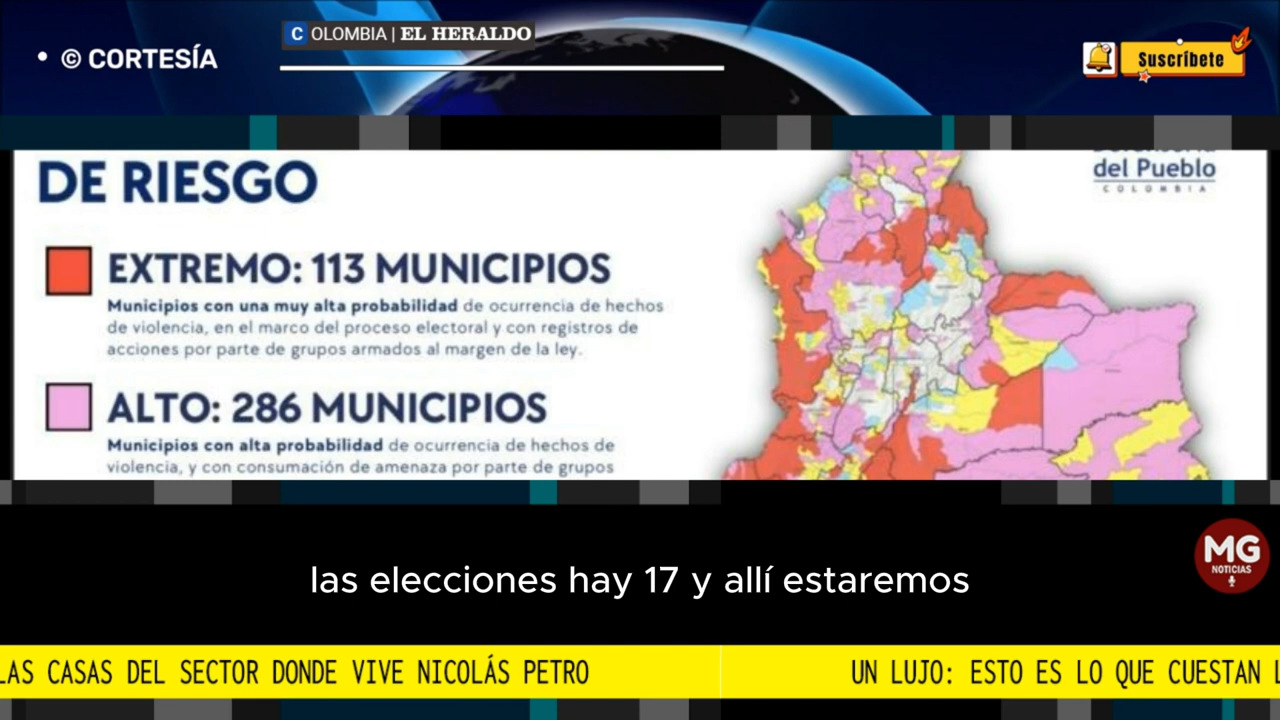 © CORTESÍA
COLOMBIA | EL HERALDO
Suscríbete
DE RIESGO
del Pueblo
COLOMBIA
EXTREMO: 113 MUNICIPIOS
Municipios con una muy alta probabilidad de ocurrencia de hechos
de violencia, en el marco del proceso electoral y con registros de
acciones por parte de grupos armados al margen de la ley.
ALTO: 286 MUNICIPIOS
Municipios con alta probabilidad de ocurrencia de hechos de
violencia, y con consumación de amenaza por parte de grupos
MG
NOTICIAS
las elecciones hay 17 y allí estaremos
LAS CASAS DEL SECTOR DONDE VIVE NICOLÁS PETRO
UN LUJO: ESTO ES LO QUE CUESTAN L